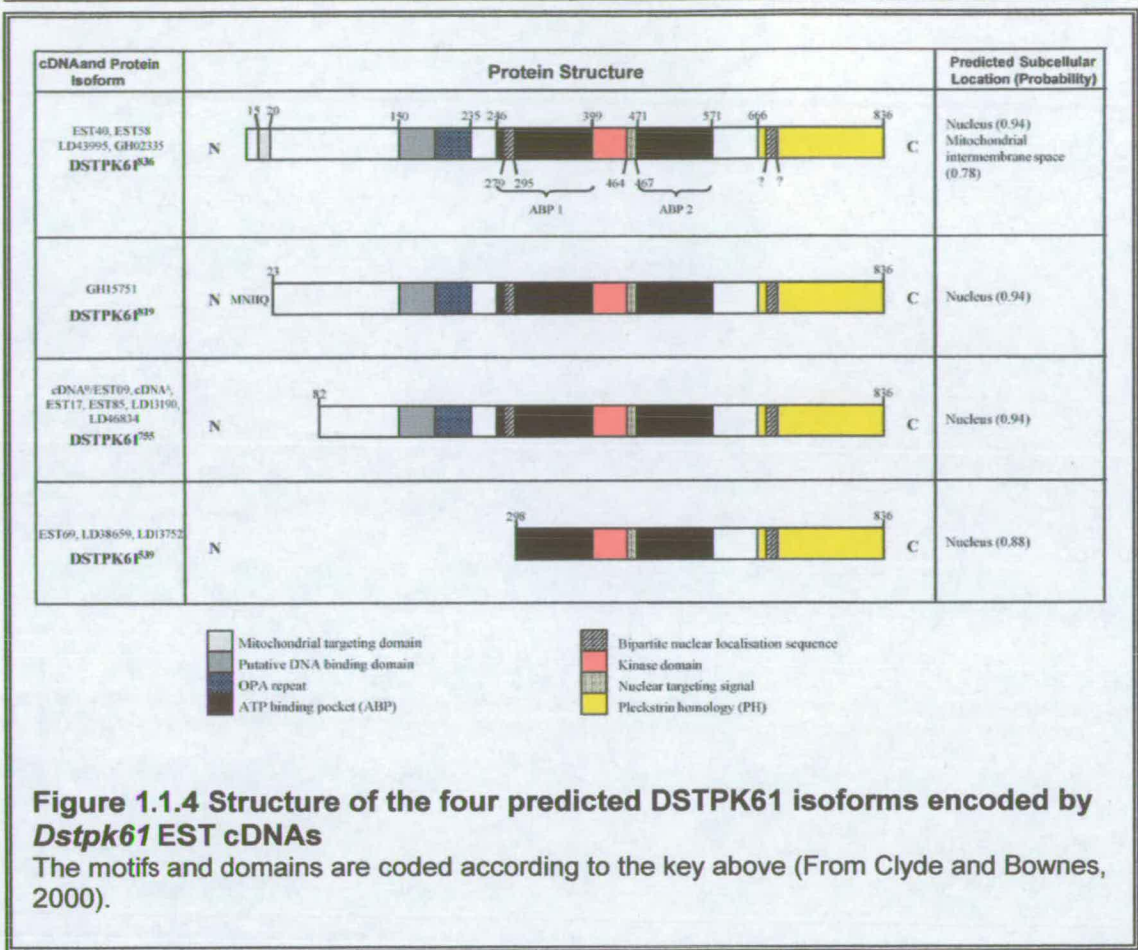 cDNAand Protein
Isoform
Protein Structure
Predicted Subcellular
Location (Probability)
EST40, EST58
LD43995, GH02335
DSTPK61⁸³⁶
N
15 20 150 235 246 399 471 571 666 836
279 295 464 467 ? ?
ABP 1 ABP 2
C
Nucleus (0.94)
Mitochondrial
intermembrane space
(0.78)
GH15751
DSTPK61⁸¹⁹
N MNIIQ
23 836
C
Nucleus (0.94)
cDNAᴮ/EST09, cDNAᴬ,
EST17, EST85, LD13190,
LD46834
DSTPK61⁷⁵⁵
N
82 836
C
Nucleus (0.94)
EST69, LD38659, LD13752
DSTPK61⁵³⁹
N
298 836
C
Nucleus (0.88)
Mitochondrial targeting domain
Putative DNA binding domain
OPA repeat
ATP binding pocket (ABP)
Bipartite nuclear localisation sequence
Kinase domain
Nuclear targeting signal
Pleckstrin homology (PH)
Figure 1.1.4 Structure of the four predicted DSTPK61 isoforms encoded by
Dstpk61 EST cDNAs
The motifs and domains are coded according to the key above (From Clyde and Bownes,
2000).